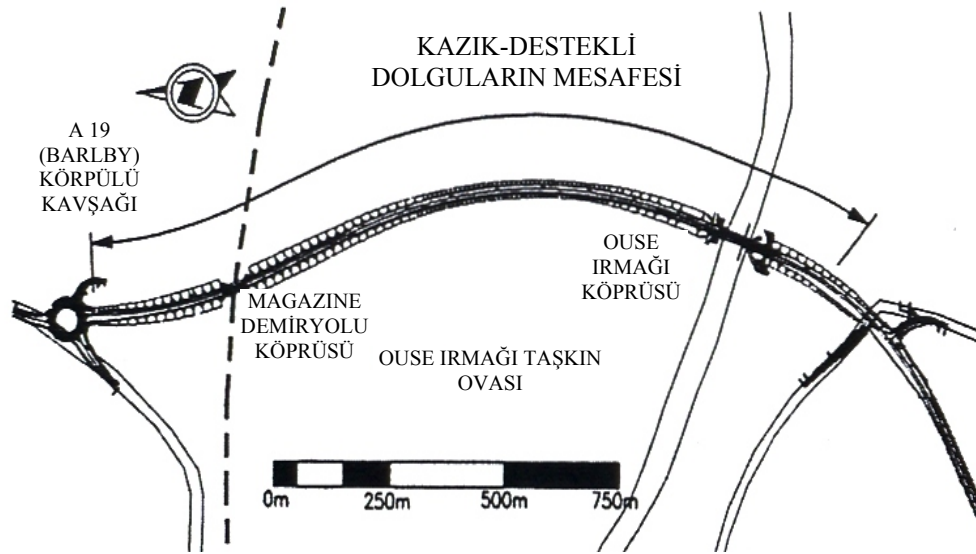 KAZIK-DESTEKLİ
DOLGULARIN MESAFESİ
A 19
(BARLBY)
KÖRPÜLÜ
KAVŞAĞI
OUSE
IRMAĞI
KÖPRÜSÜ
MAGAZINE
DEMİRYOLU
KÖPRÜSÜ
OUSE IRMAĞI TAŞKIN
OVASI
0m 250m 500m 750m